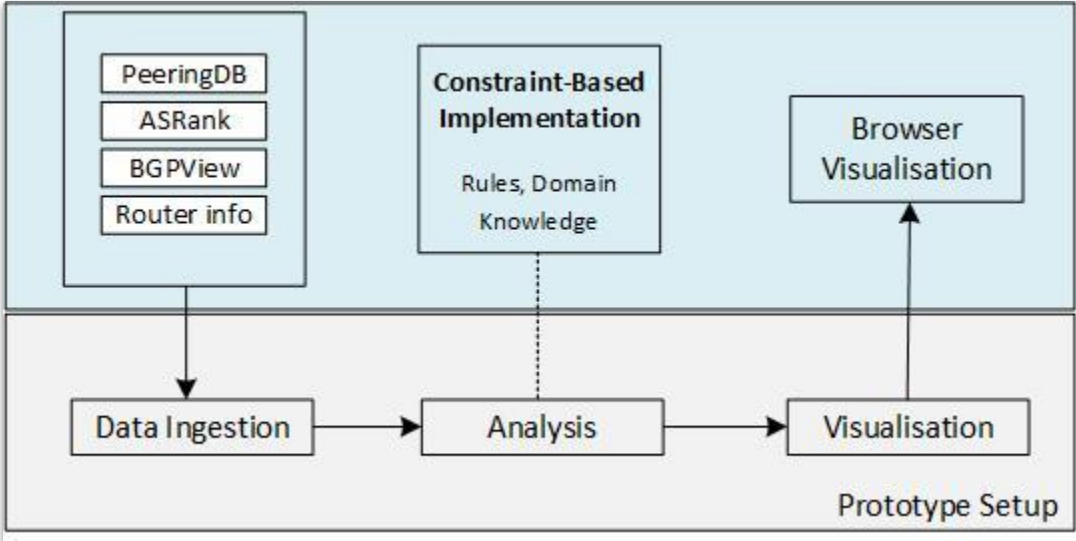 PeeringDB
ASRank
BGPView
Router info
Constraint-Based
Implementation
Rules, Domain
Knowledge
Browser
Visualisation
Data Ingestion
Analysis
Visualisation
Prototype Setup